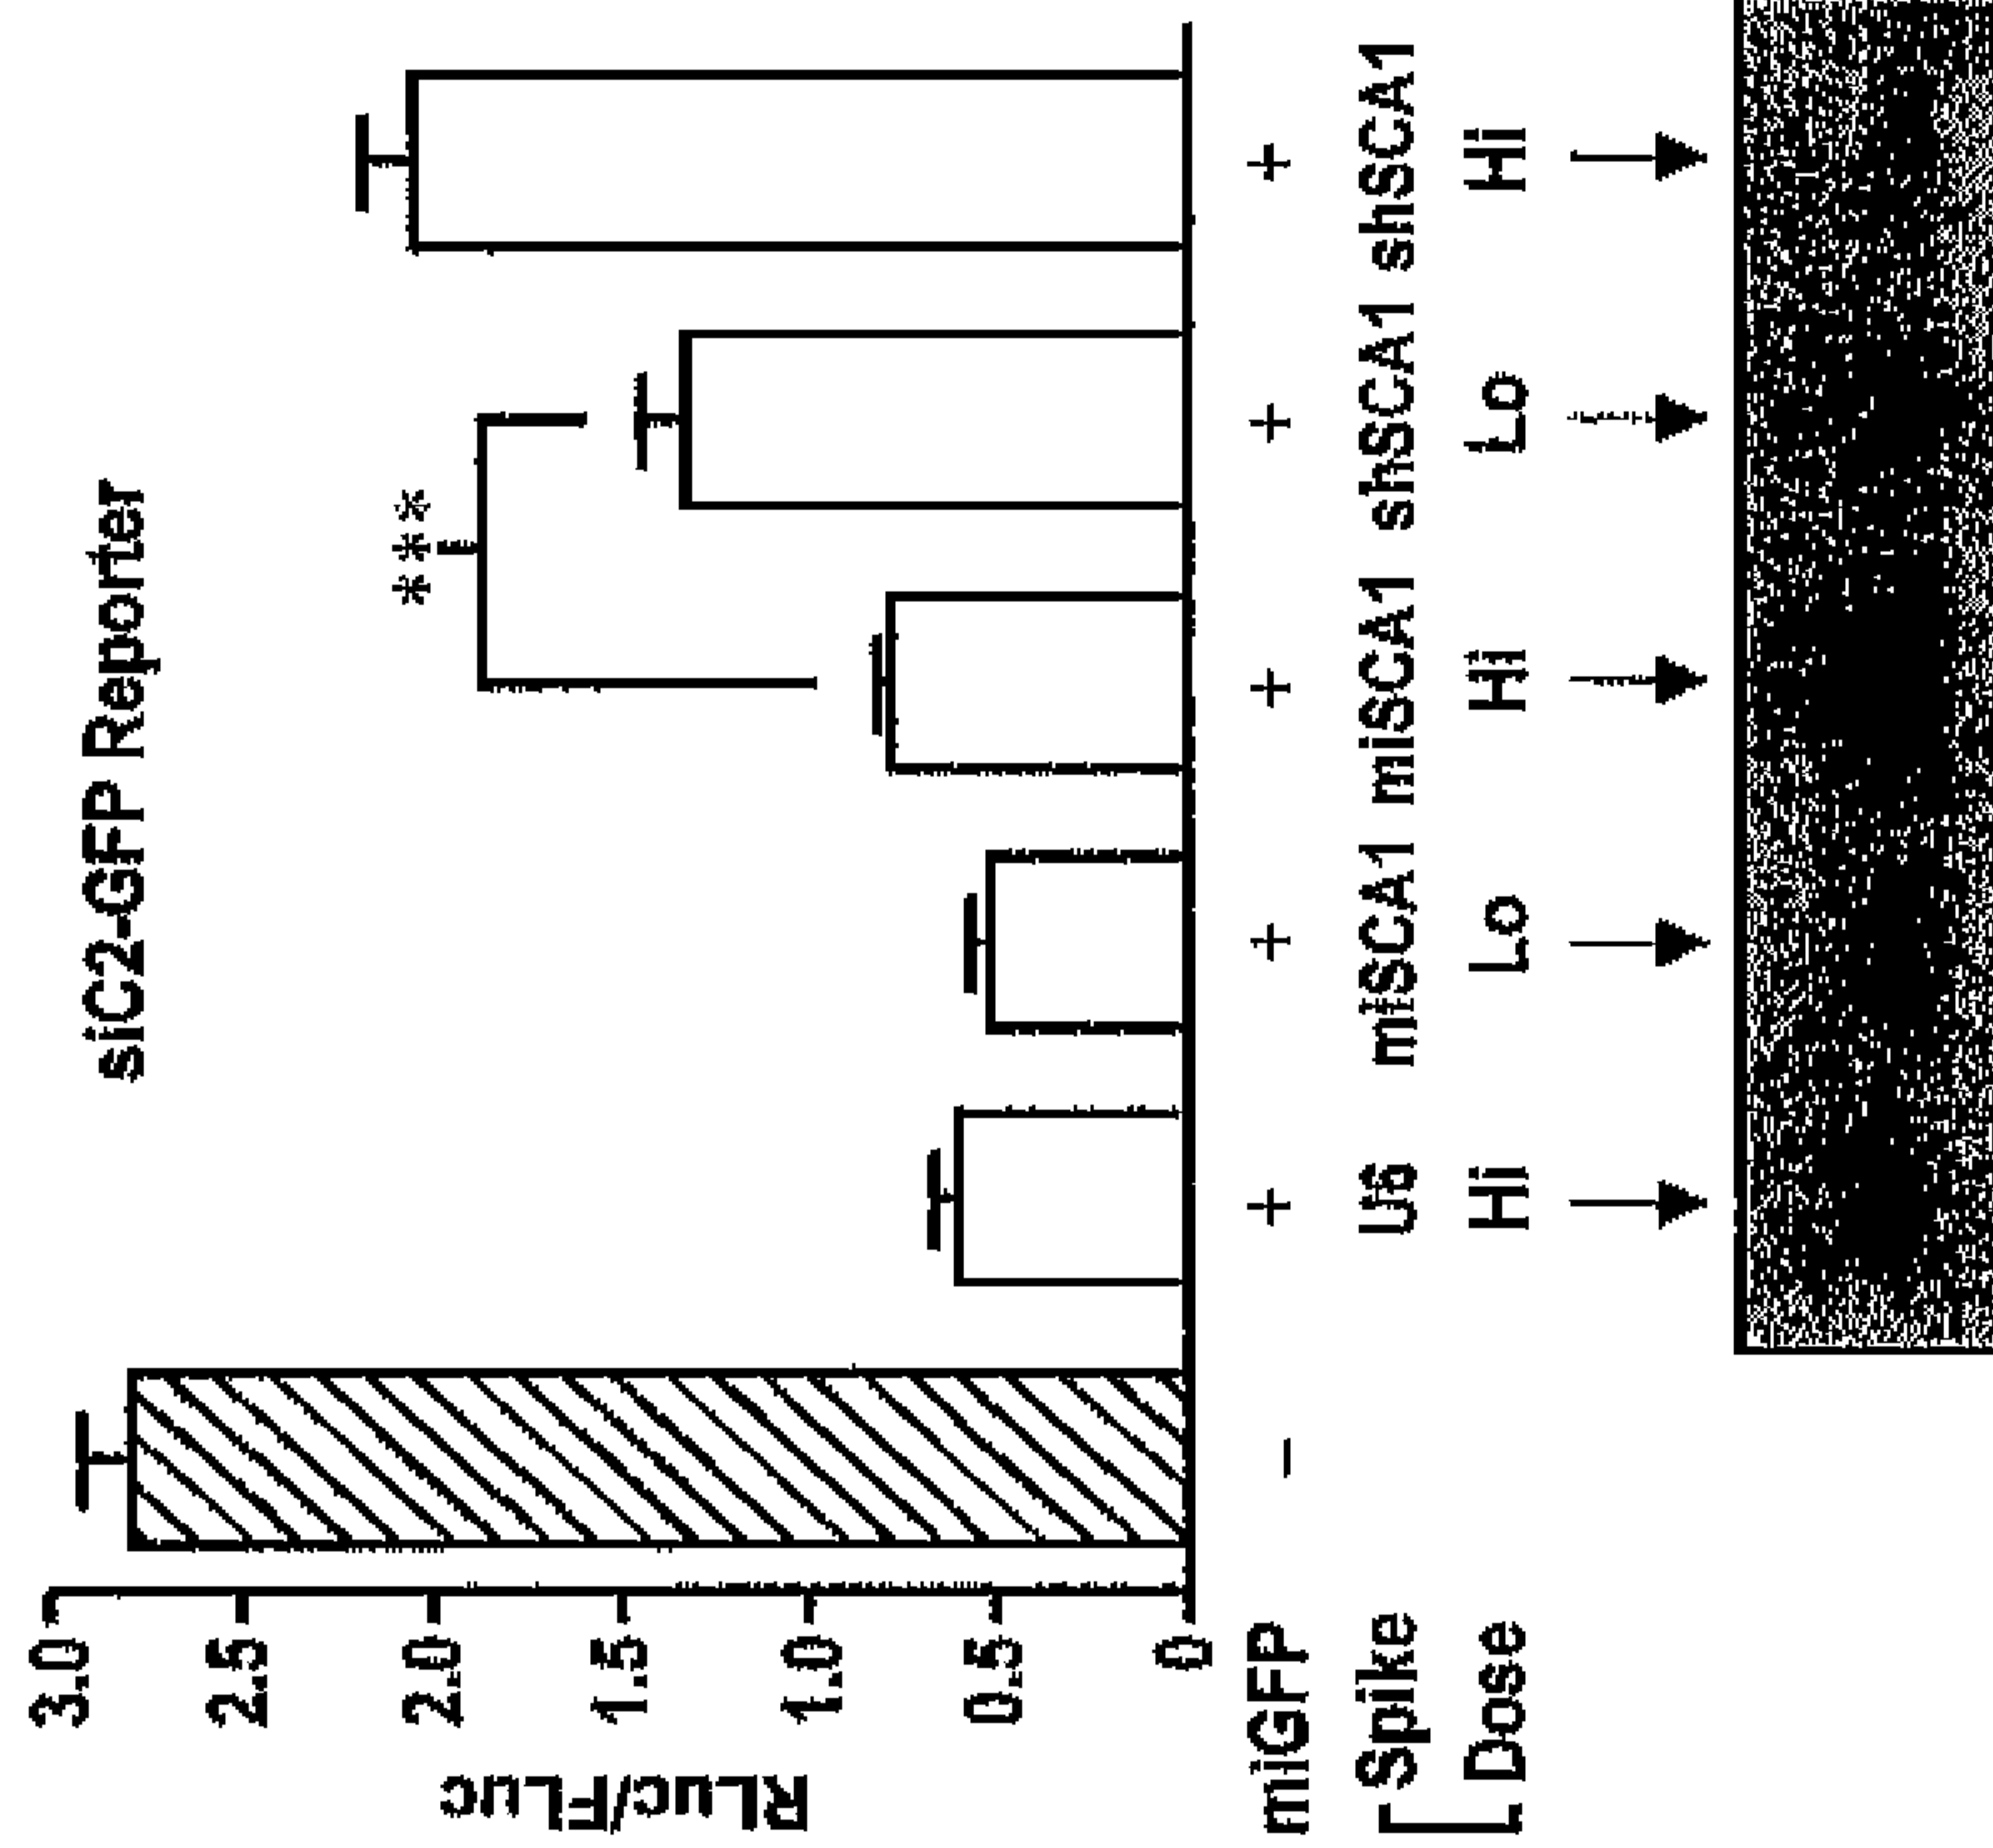 siC2-GFP Reporter
RLuc/FLuc
3.0
2.5
2.0
1.5
1.0
0.5
0
***
miGFP - + + + + +
Spike U6 miSCA1 miSCA1 shSCA1 shSCA1
Dose Hi Lo Hi Lo Hi